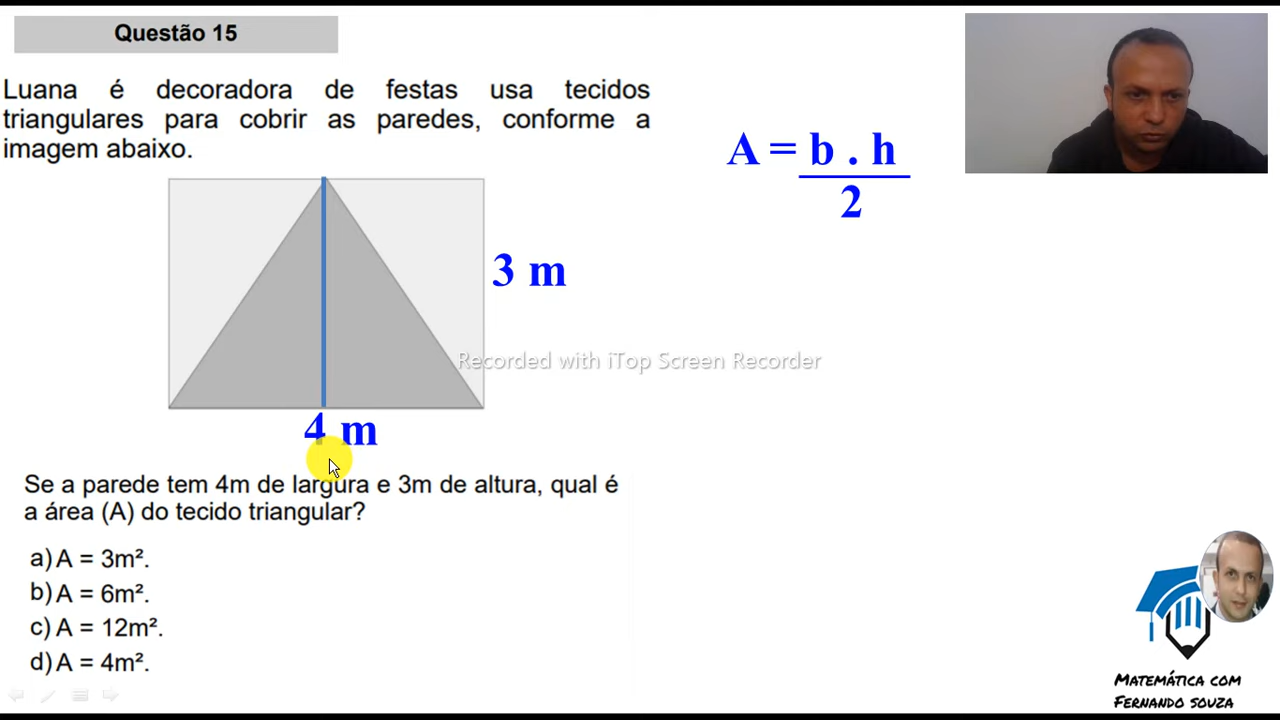 Questão 15
Luana é decoradora de festas usa tecidos
triangulares para cobrir as paredes, conforme a
imagem abaixo.
A = b . h
2
3 m
Recorded with iTop Screen Recorder
4 m
Se a parede tem 4m de largura e 3m de altura, qual é
a área (A) do tecido triangular?
a) A = 3m².
b) A = 6m².
c) A = 12m².
d) A = 4m².
Matemática com
Fernando Souza